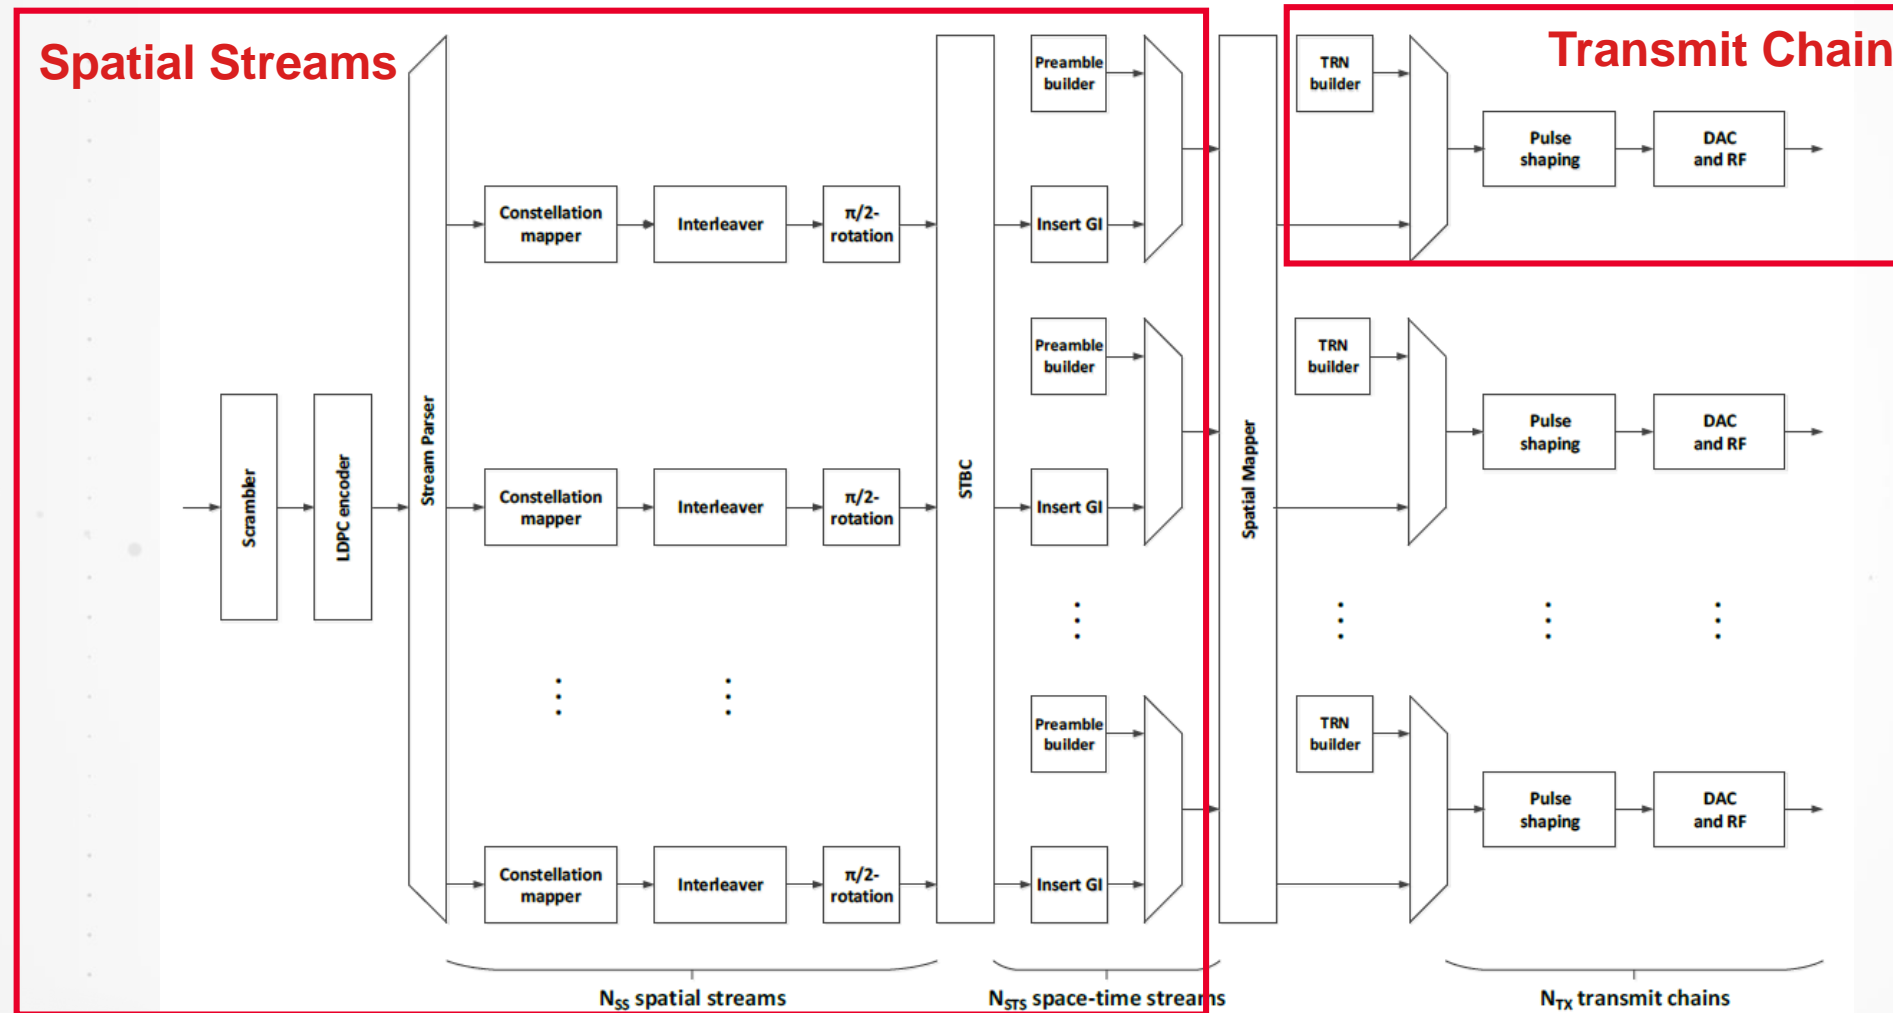 Spatial Streams
Transmit Chain
Preamble
builder
TRN
builder
Pulse
shaping
DAC
and RF
Constellation
mapper
Interleaver
π/2-
rotation
Insert GI
Preamble
builder
TRN
builder
Pulse
shaping
DAC
and RF
Scrambler
LDPC encoder
Stream Parser
Constellation
mapper
Interleaver
π/2-
rotation
STBC
Insert GI
Spatial Mapper
Preamble
builder
TRN
builder
Pulse
shaping
DAC
and RF
Constellation
mapper
Interleaver
π/2-
rotation
Insert GI
NSS spatial streams
NSTS space-time streams
NTX transmit chains